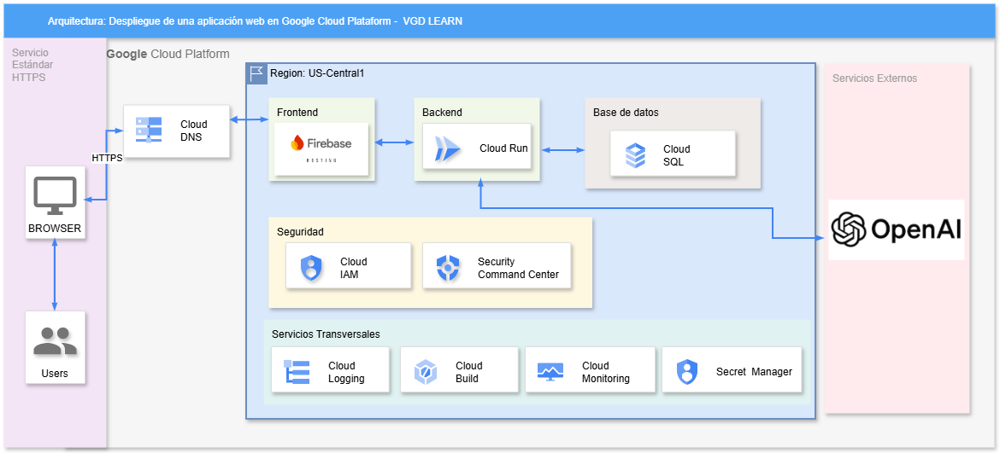 Arquitectura: Despliegue de una aplicación web en Google Cloud Plataform - VGD LEARN
Servicio
Estándar
HTTPS
Google Cloud Platform
Region: US-Central1
Servicios Externos
Frontend
Backend
Base de datos
Cloud
DNS
Firebase
HOSTING
Cloud Run
Cloud
SQL
HTTPS
BROWSER
OpenAI
Seguridad
Cloud
IAM
Security
Command Center
Users
Servicios Transversales
Cloud
Logging
Cloud
Build
Cloud
Monitoring
Secret Manager